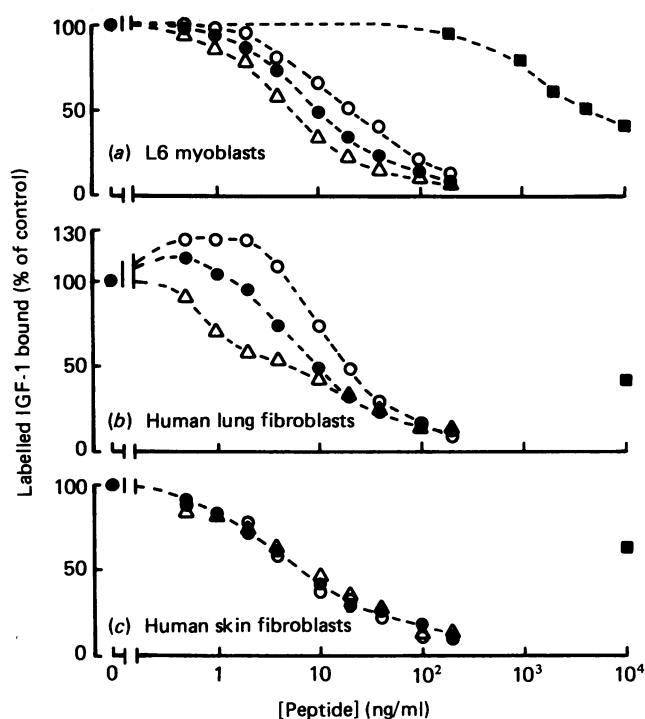 Labelled IGF-1 bound (% of control)
100
50
0
(a) L6 myoblasts
130
100
50
0
(b) Human lung fibroblasts
100
50
0
(c) Human skin fibroblasts
0 1 10 10² 10³ 10⁴
[Peptide] (ng/ml)